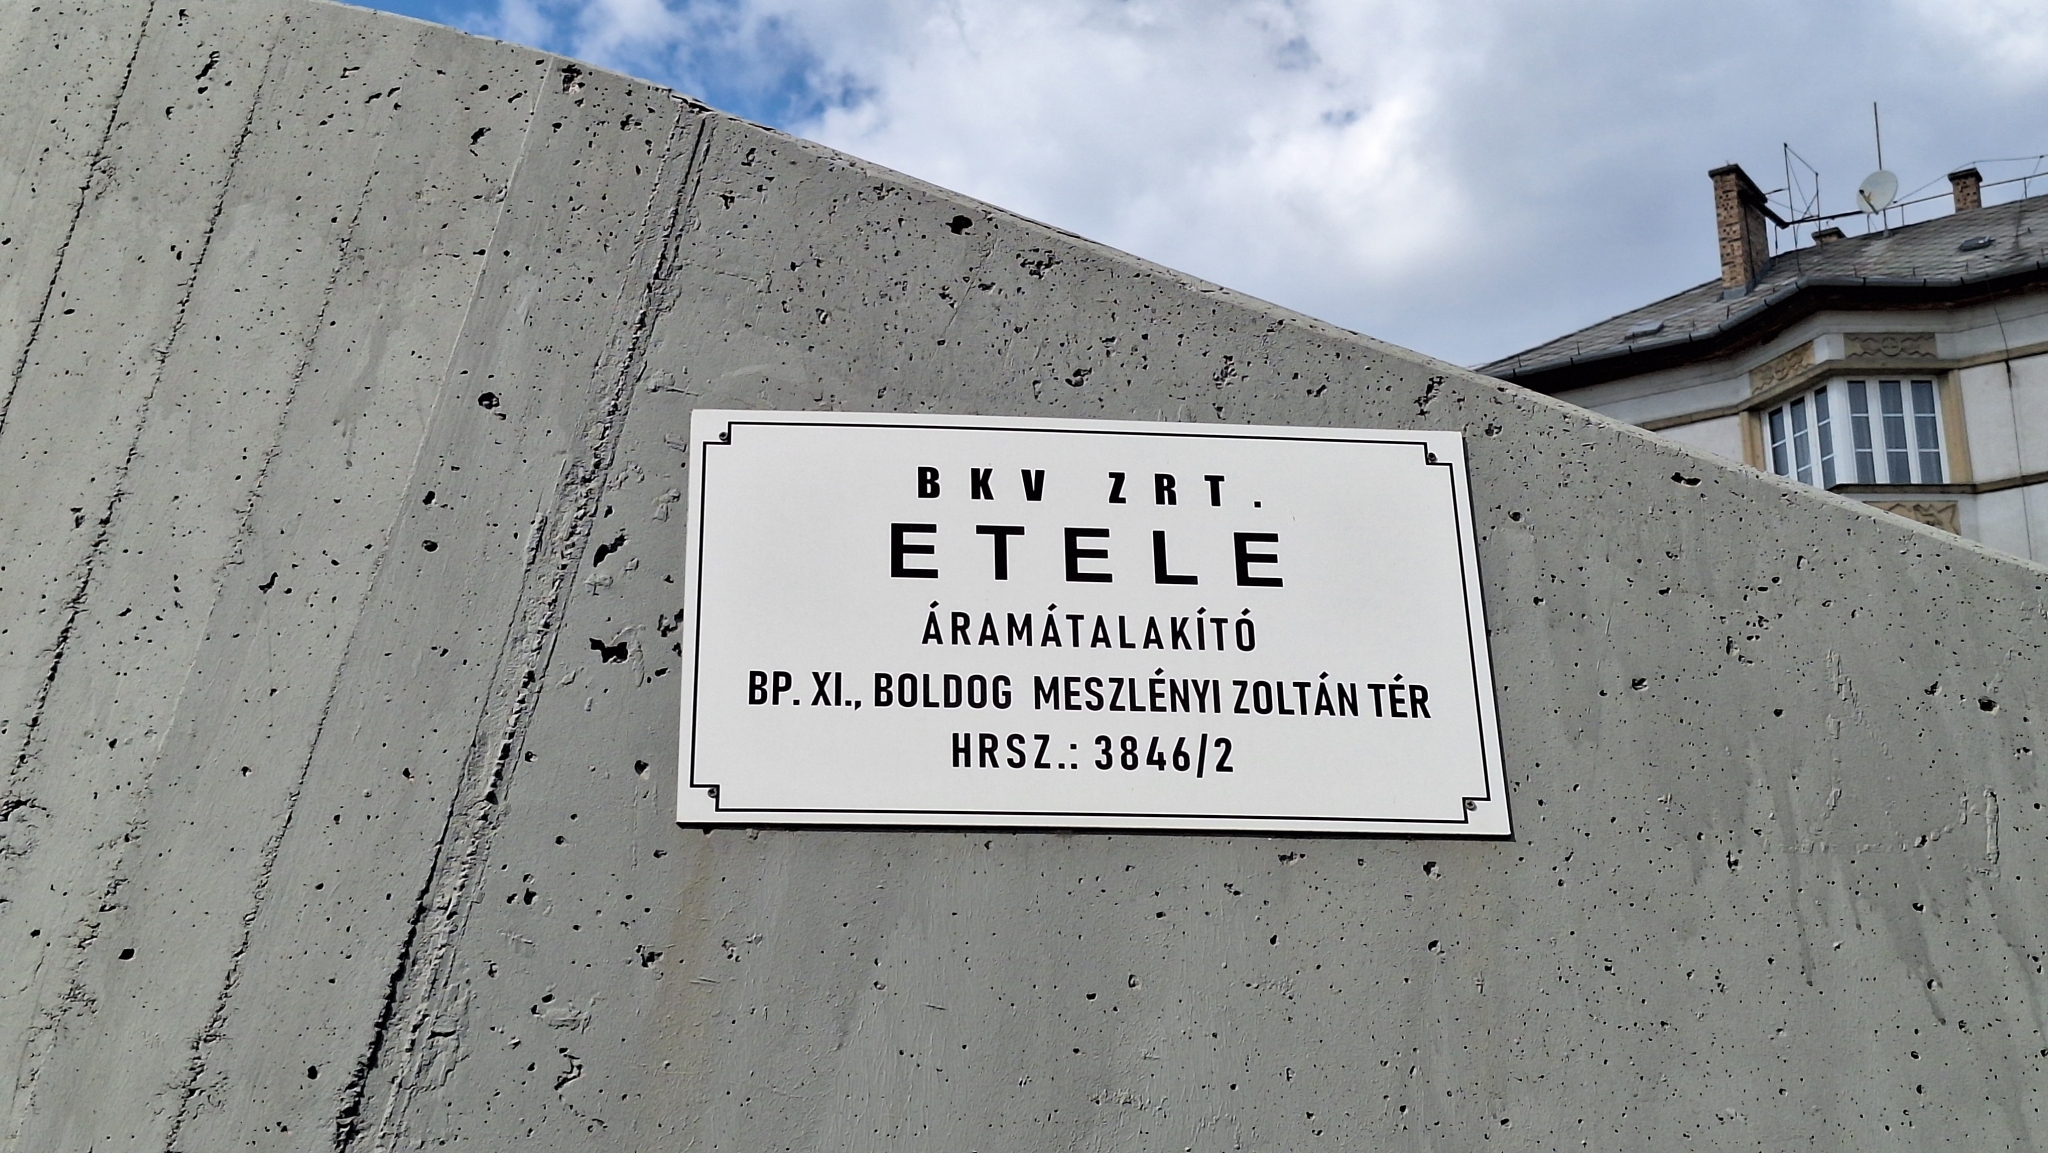 BKV ZRT.
ETELE
ÁRAMÁTALAKÍTÓ
BP. XI., BOLDOG MESZLÉNYI ZOLTÁN TÉR
HRSZ.: 3846/2